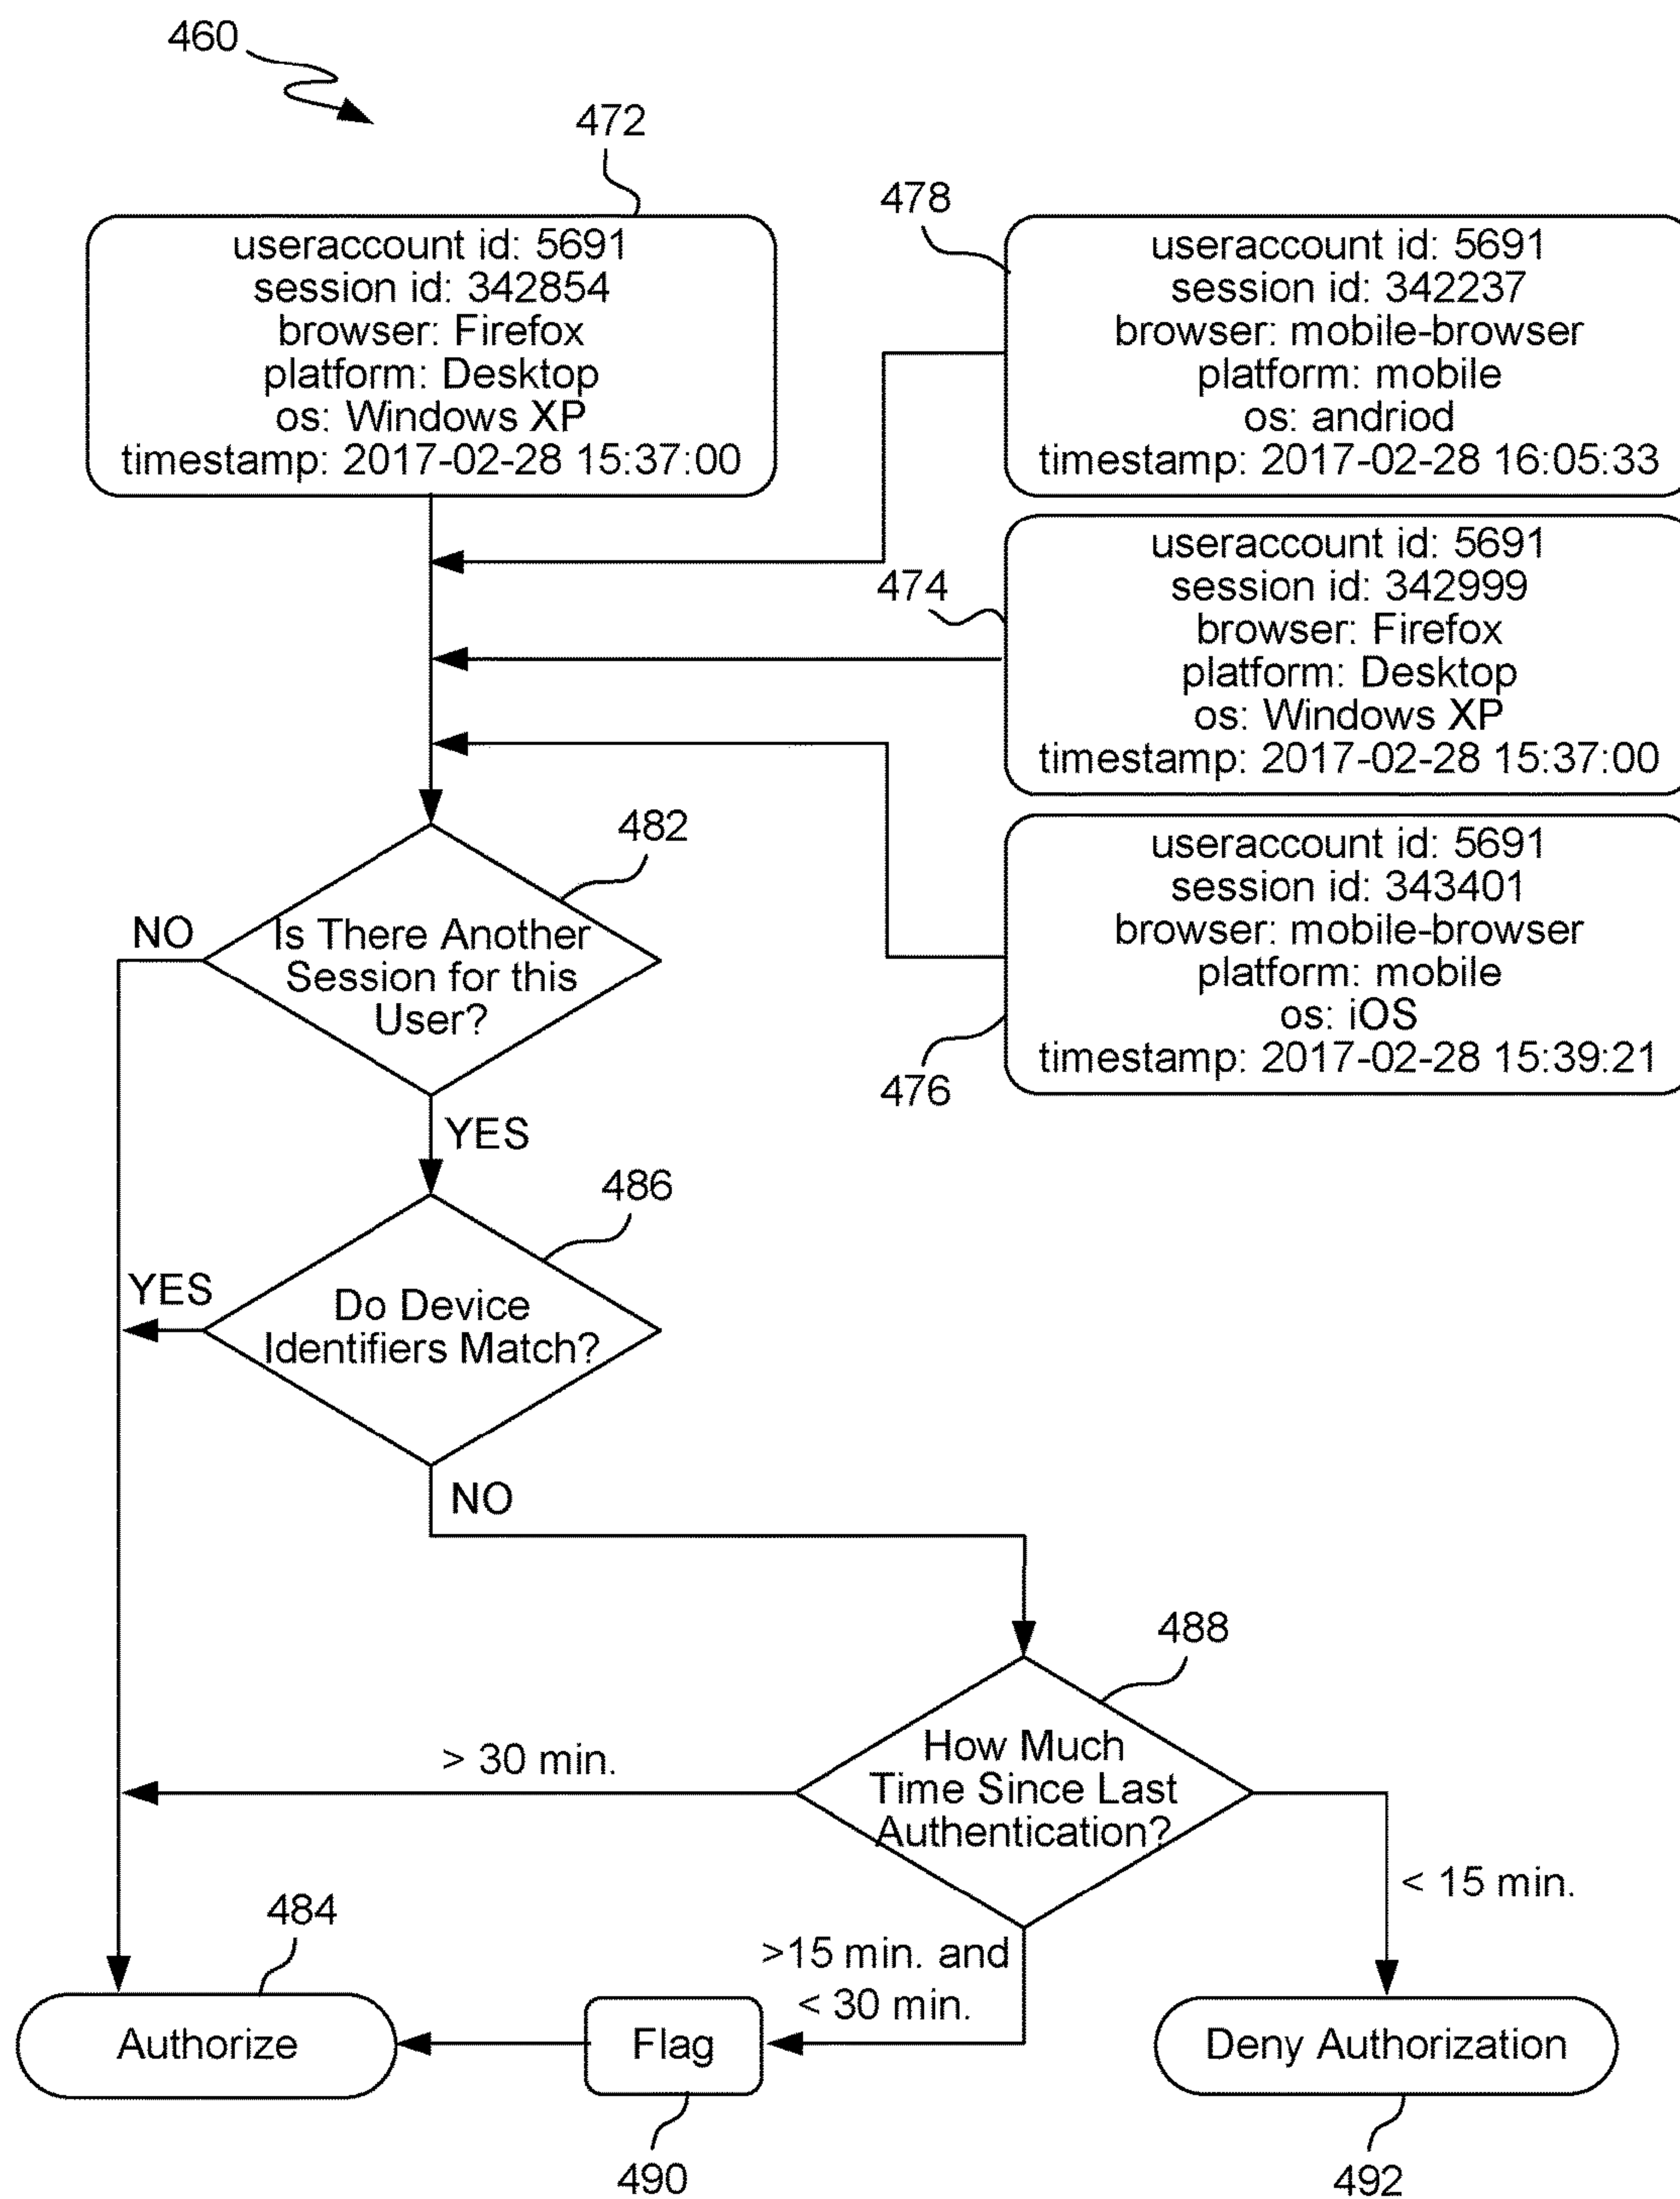 460
472
useraccount id: 5691
session id: 342854
browser: Firefox
platform: Desktop
os: Windows XP
timestamp: 2017-02-28 15:37:00
478
useraccount id: 5691
session id: 342237
browser: mobile-browser
platform: mobile
os: andriod
timestamp: 2017-02-28 16:05:33
474
useraccount id: 5691
session id: 342999
browser: Firefox
platform: Desktop
os: Windows XP
timestamp: 2017-02-28 15:37:00
476
useraccount id: 5691
session id: 343401
browser: mobile-browser
platform: mobile
os: iOS
timestamp: 2017-02-28 15:39:21
482
Is There Another
Session for this
User?
NO
YES
486
Do Device
Identifiers Match?
YES
NO
488
How Much
Time Since Last
Authentication?
> 30 min.
< 15 min.
>15 min. and
< 30 min.
484
Authorize
Flag
490
Deny Authorization
492